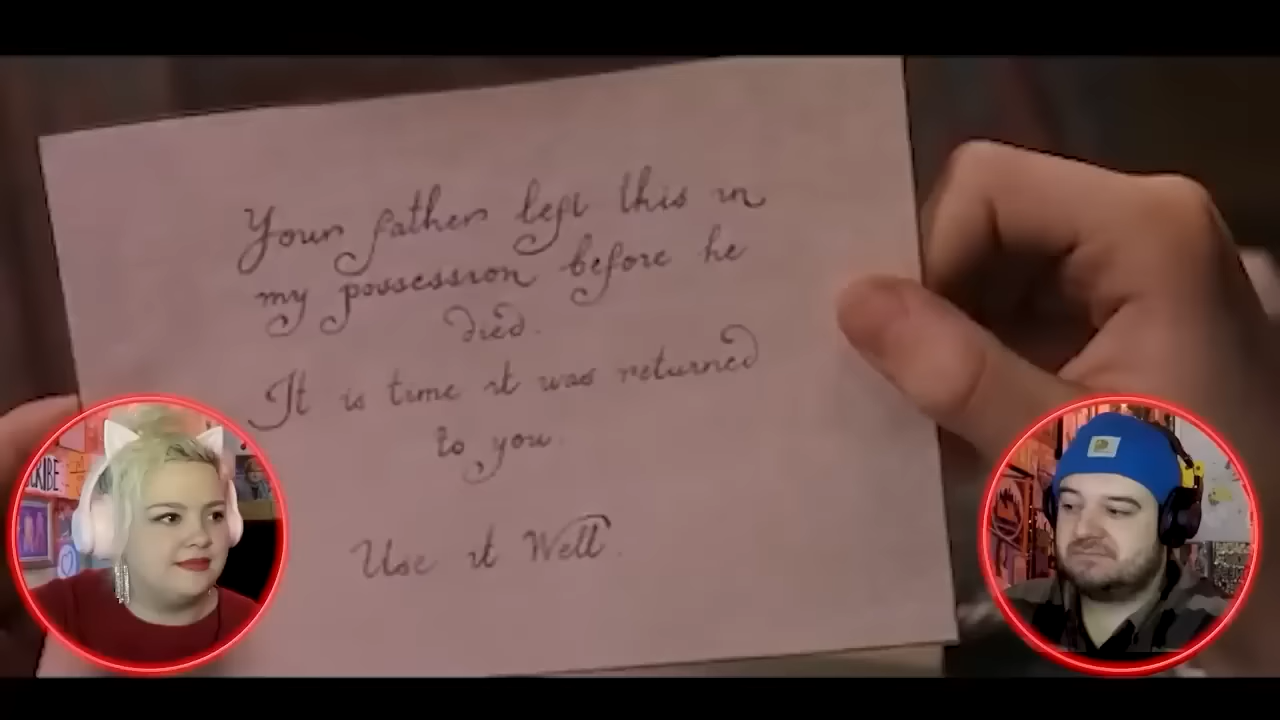 Your father left this in
my possession before he
died.
It is time it was returned
to you.
Use it Well.
RIBE